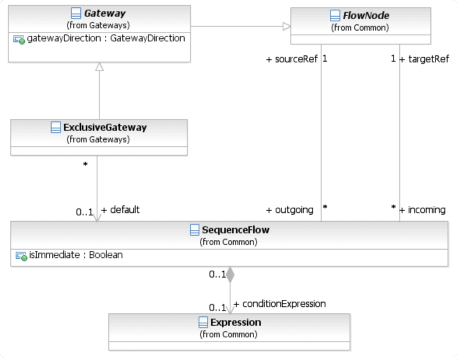 Gateway
(from Gateways)
gatewayDirection : GatewayDirection
FlowNode
(from Common)
+ sourceRef 1
1 + targetRef
ExclusiveGateway
(from Gateways)
*
0..1 + default
+ outgoing *
* + incoming
SequenceFlow
(from Common)
isImmediate : Boolean
0..1
0..1 + conditionExpression
Expression
(from Common)